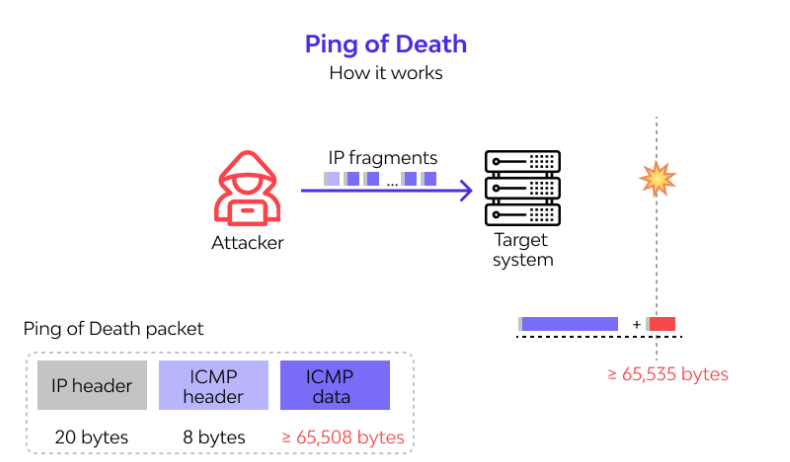 Ping of Death
How it works
IP fragments
...
Attacker
Target
system
+
≥ 65,535 bytes
Ping of Death packet
IP header
ICMP
header
ICMP
data
20 bytes
8 bytes
≥ 65,508 bytes